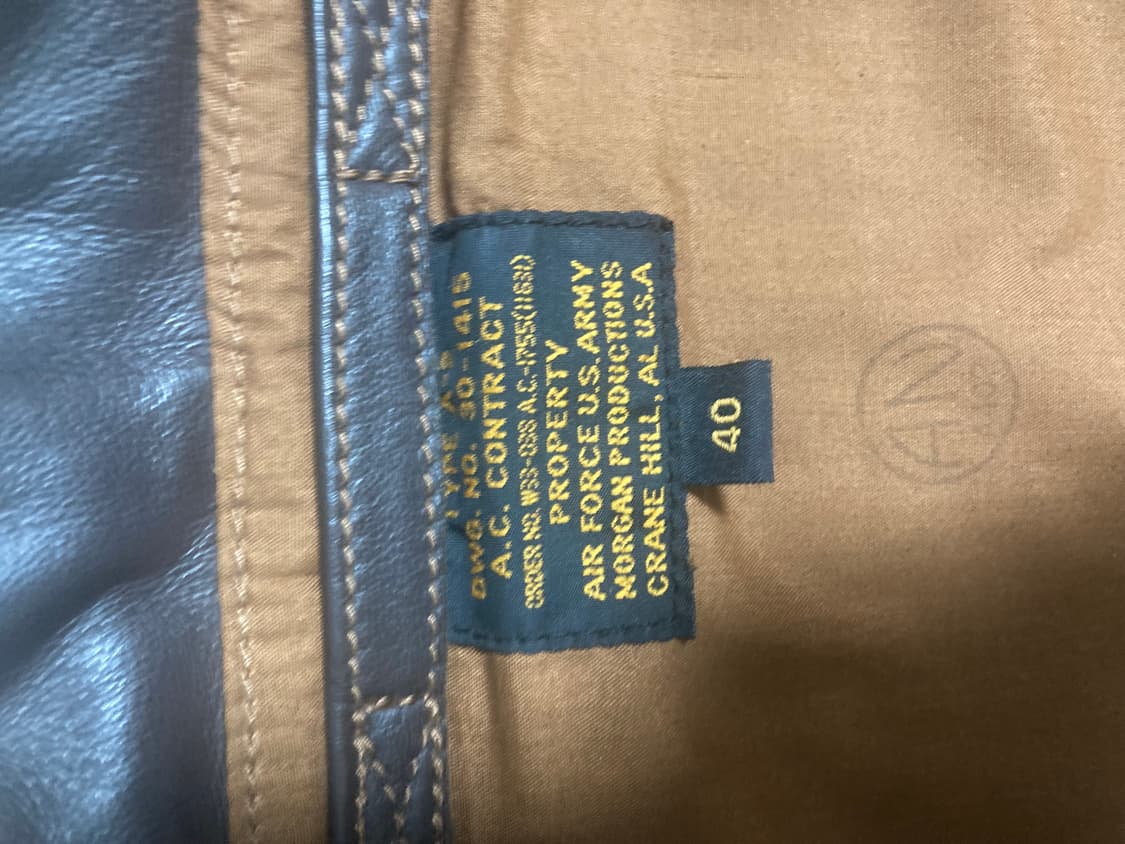 TYPE A-2
DWG. NO. 30-1415
A.C. CONTRACT
ORDER NO. W33-038 A.C.-1755(11631)
PROPERTY
AIR FORCE U.S. ARMY
MORGAN PRODUCTIONS
CRANE HILL, AL U.S.A
40